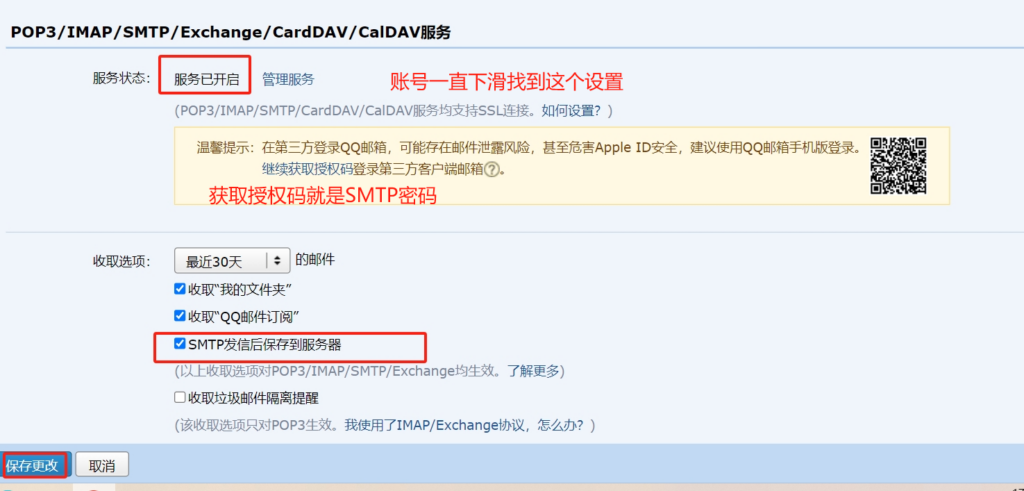 POP3/IMAP/SMTP/Exchange/CardDAV/CalDAV服务
服务状态： 服务已开启 管理服务 账号一直下滑找到这个设置
(POP3/IMAP/SMTP/CardDAV/CalDAV服务均支持SSL连接。如何设置？)
温馨提示：在第三方登录QQ邮箱，可能存在邮件泄露风险，甚至危害Apple ID安全，建议使用QQ邮箱手机版登录。
继续获取授权码登录第三方客户端邮箱?。
获取授权码就是SMTP密码
收取选项： 最近30天 的邮件
收取“我的文件夹”
收取“QQ邮件订阅”
SMTP发信后保存到服务器
(以上收取选项对POP3/IMAP/SMTP/Exchange均生效。了解更多)
收取垃圾邮件隔离提醒
(该收取选项只对POP3生效。我使用了IMAP/Exchange协议，怎么办？)
保存更改 取消